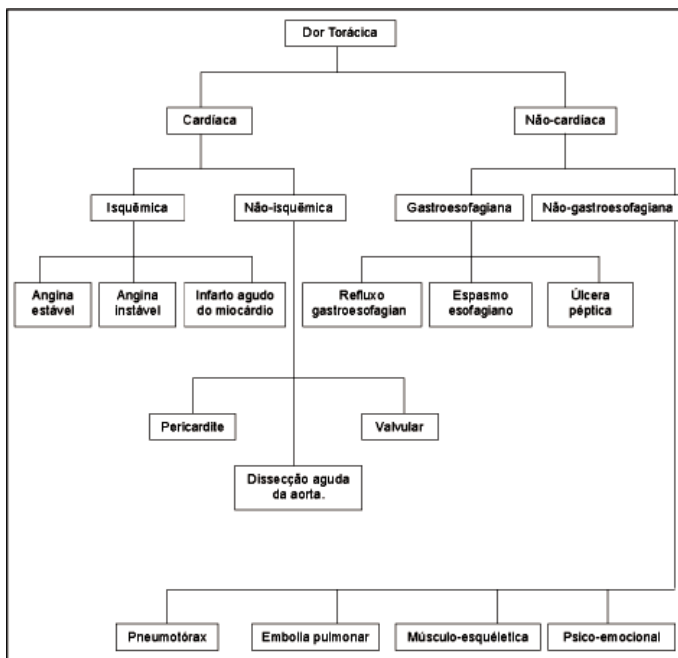 Dor Torácica
Cardíaca
Não-cardíaca
Isquêmica
Não-isquêmica
Gastroesofagiana
Não-gastroesofagiana
Angina
estável
Angina
instável
Infarto agudo
do miocárdio
Refluxo
gastroesofagian
Espasmo
esofagiano
Úlcera
péptica
Pericardite
Valvular
Dissecção aguda
da aorta.
Pneumotórax
Embolia pulmonar
Músculo-esquéletica
Psico-emocional